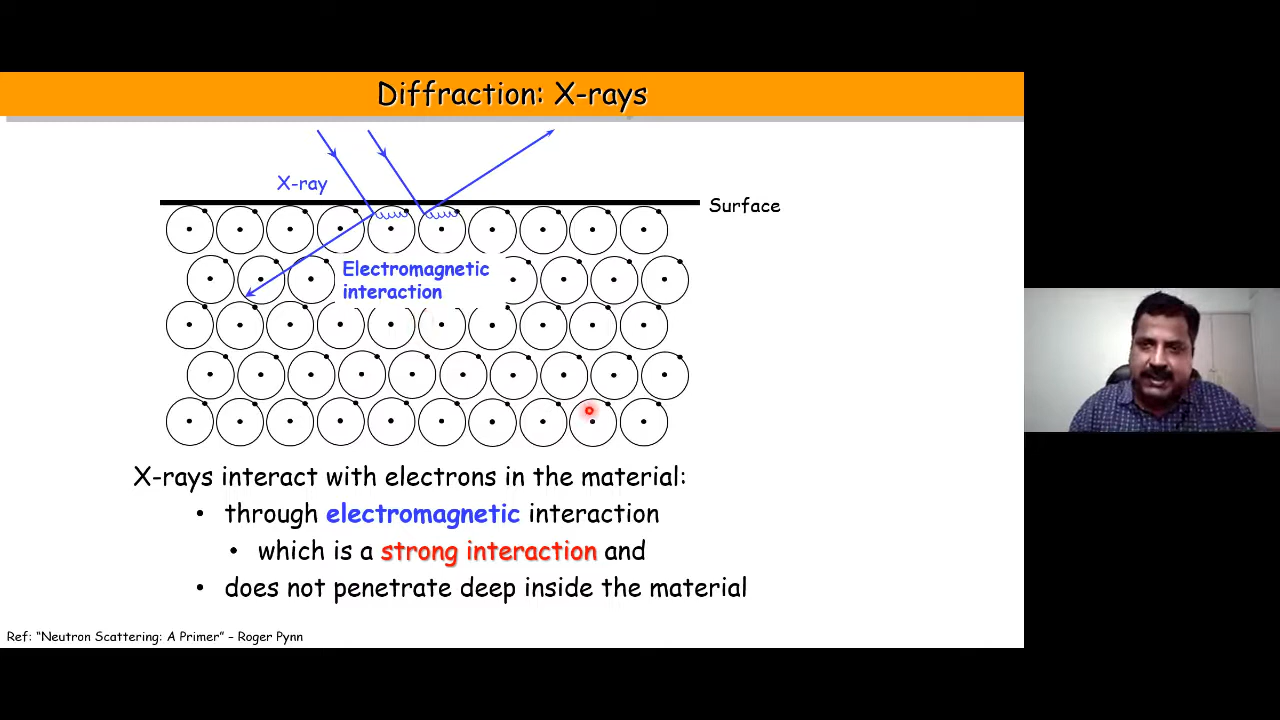 Diffraction: X-rays
X-ray
Surface
Electromagnetic
interaction
X-rays interact with electrons in the material:
• through electromagnetic interaction
• which is a strong interaction and
• does not penetrate deep inside the material
Ref: “Neutron Scattering: A Primer” – Roger Pynn